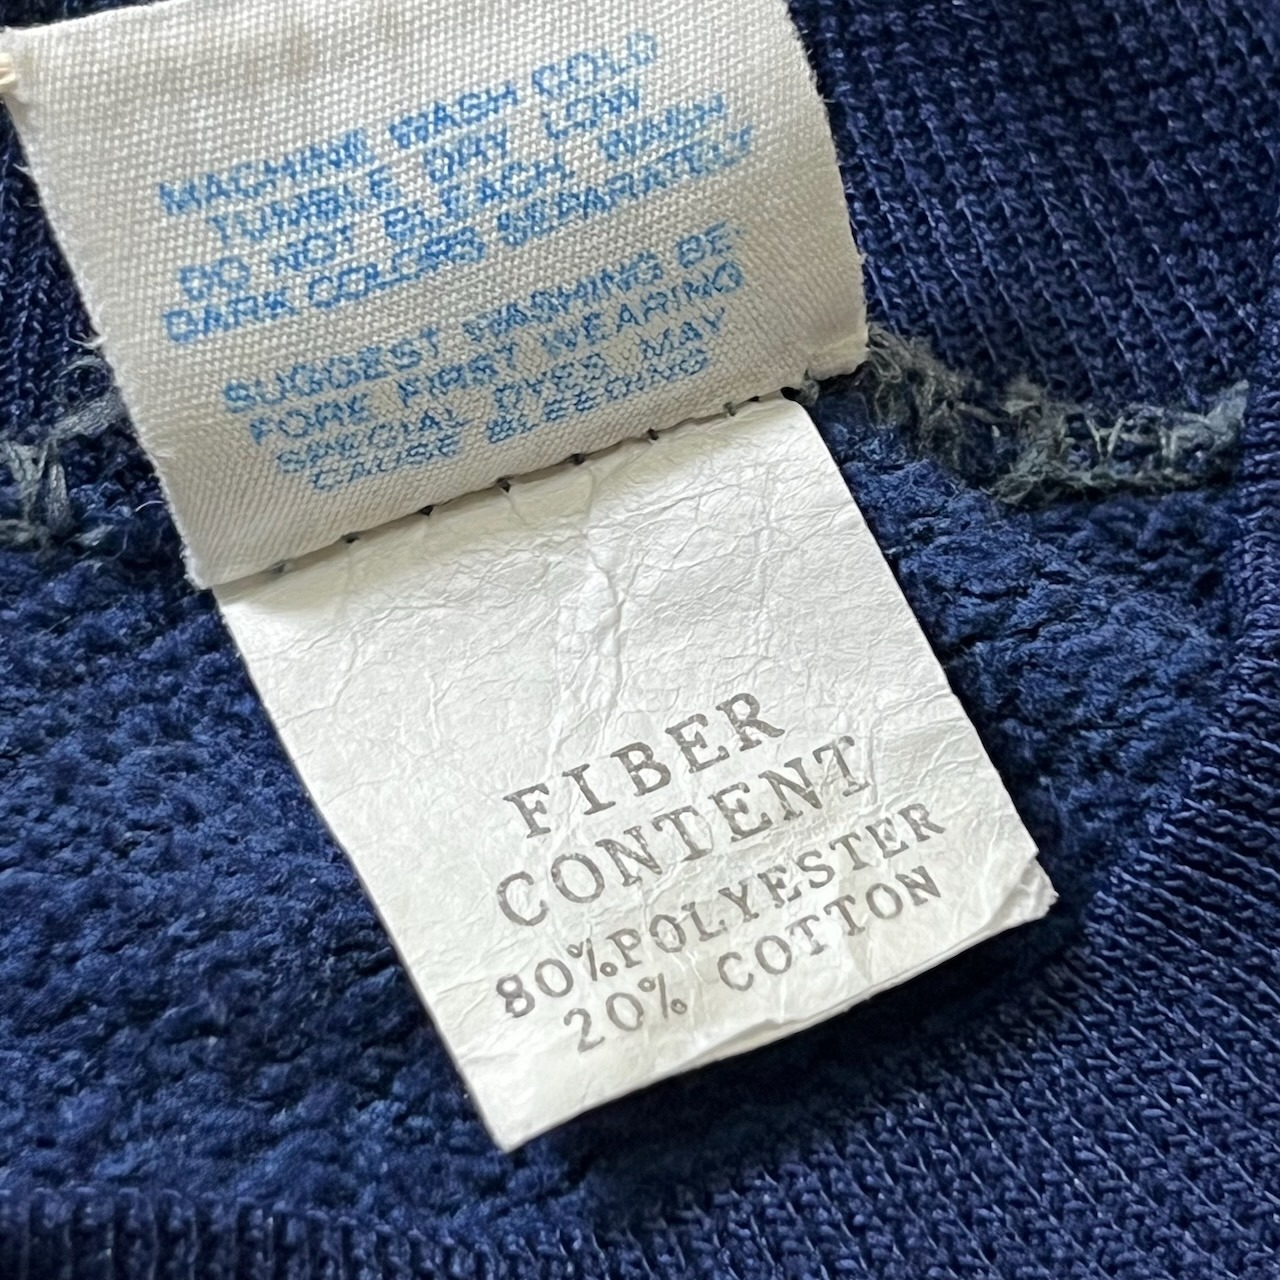 MACHINE WASH COLD
TUMBLE DRY LOW
DO NOT BLEACH WASH
DARK COLORS SEPARATELY
SUGGEST WASHING BE-
FORE FIRST WEARING
SPECIAL DYES MAY
CAUSE BLEEDING
FIBER
CONTENT
80%POLYESTER
20% COTTON